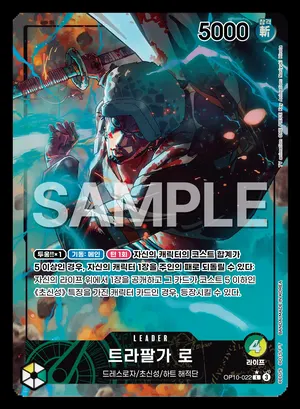 5000
참격
斬
SAMPLE
두웅!!×1 기동: 메인 턴 1회 자신의 캐릭터의 코스트 합계가
5 이상인 경우, 자신의 캐릭터 1장을 주인의 패로 되돌릴 수 있다:
자신의 라이프 위에서 1장을 공개하고 그 카드가 코스트 5 이하인
《초신성》 특징을 가진 캐릭터 카드인 경우, 등장시킬 수 있다.
LEADER
트라팔가 로
드레스로자/초신성/하트 해적단
4
라이프
OP10-022 L 3